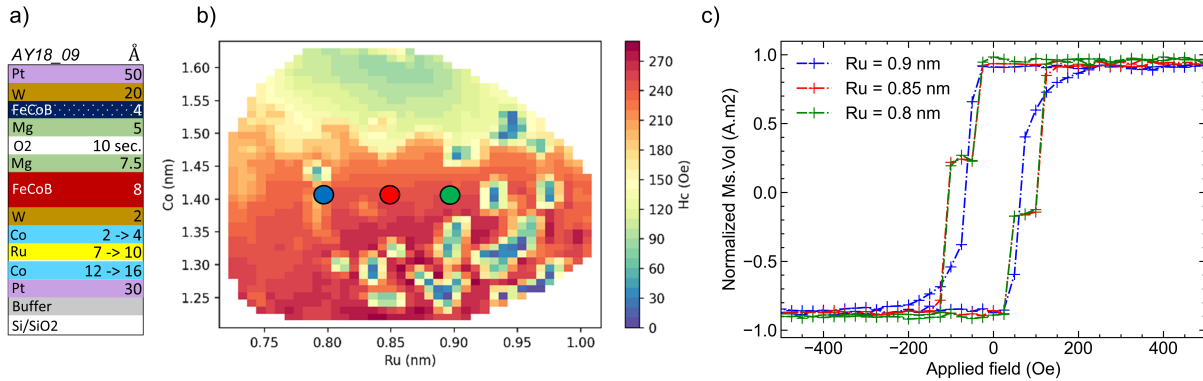 a)
AY18_09 Å
Pt 50
W 20
FeCoB 4
Mg 5
O2 10 sec.
Mg 7.5
FeCoB 8
W 2
Co 2 -> 4
Ru 7 -> 10
Co 12 -> 16
Pt 30
Buffer
Si/SiO2
b)
1.60
1.55
1.50
1.45
1.40
1.35
1.30
1.25
Co (nm)
0.75 0.80 0.85 0.90 0.95 1.00
Ru (nm)
270
240
210
180
150
120
90
60
30
0
Hc (Oe)
c)
1.0
0.5
0.0
−0.5
−1.0
Normalized Ms.Vol (A.m2)
Ru = 0.9 nm
Ru = 0.85 nm
Ru = 0.8 nm
−400 −200 0 200 400
Applied field (Oe)